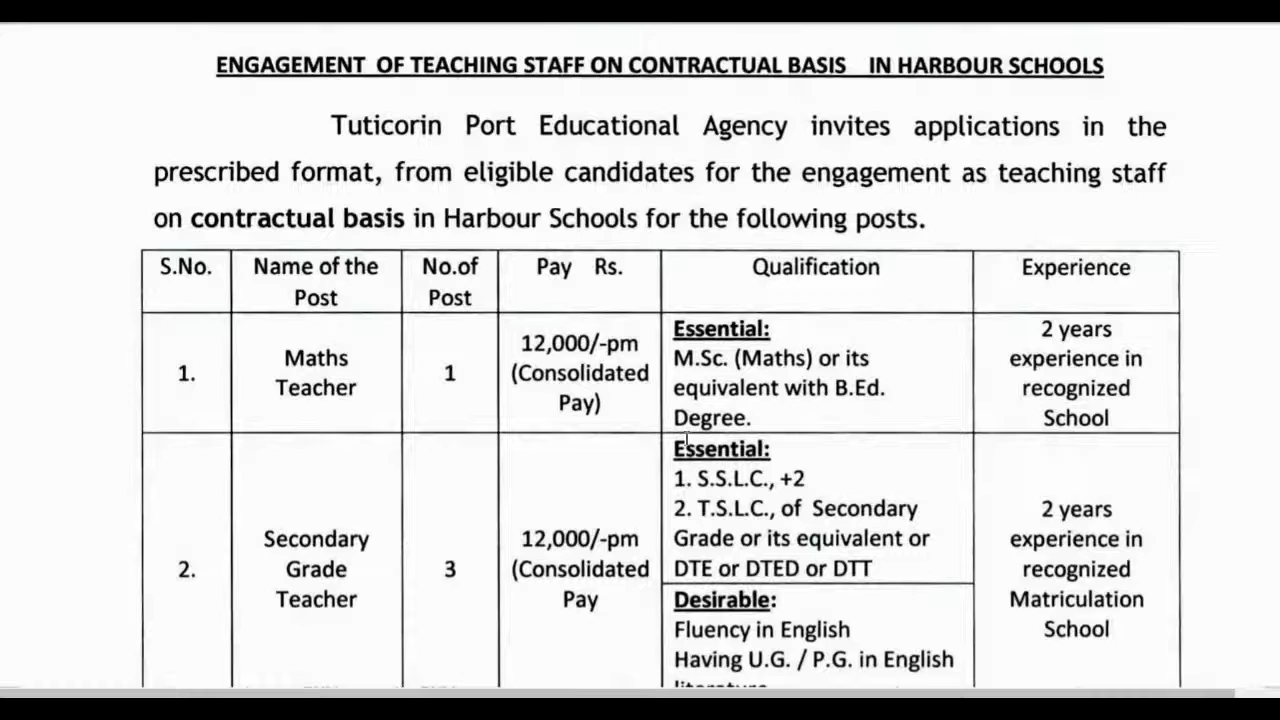 ENGAGEMENT OF TEACHING STAFF ON CONTRACTUAL BASIS IN HARBOUR SCHOOLS
Tuticorin Port Educational Agency invites applications in the
prescribed format, from eligible candidates for the engagement as teaching staff
on contractual basis in Harbour Schools for the following posts.
S.No.
Name of the
Post
No.of
Post
Pay Rs.
Qualification
Experience
1.
Maths
Teacher
1
12,000/-pm
(Consolidated
Pay)
Essential:
M.Sc. (Maths) or its
equivalent with B.Ed.
Degree.
2 years
experience in
recognized
School
2.
Secondary
Grade
Teacher
3
12,000/-pm
(Consolidated
Pay
Essential:
1. S.S.L.C., +2
2. T.S.L.C., of Secondary
Grade or its equivalent or
DTE or DTED or DTT
Desirable:
Fluency in English
Having U.G. / P.G. in English
2 years
experience in
recognized
Matriculation
School